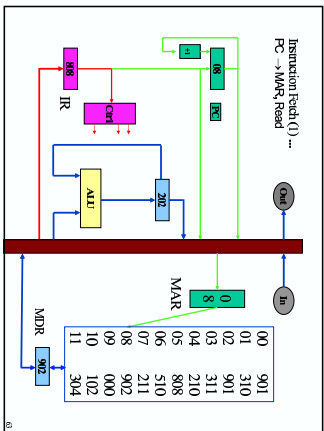 Instruction Fetch (1) ...
PC → MAR, Read
Out
In
+1
08
PC
0
8
MAR
202
ALU
Ctrl
808
IR
00 901
01 310
02 901
03 311
04 210
05 808
06 510
07 211
08 902
09 000
10 102
11 304
MDR
902
63